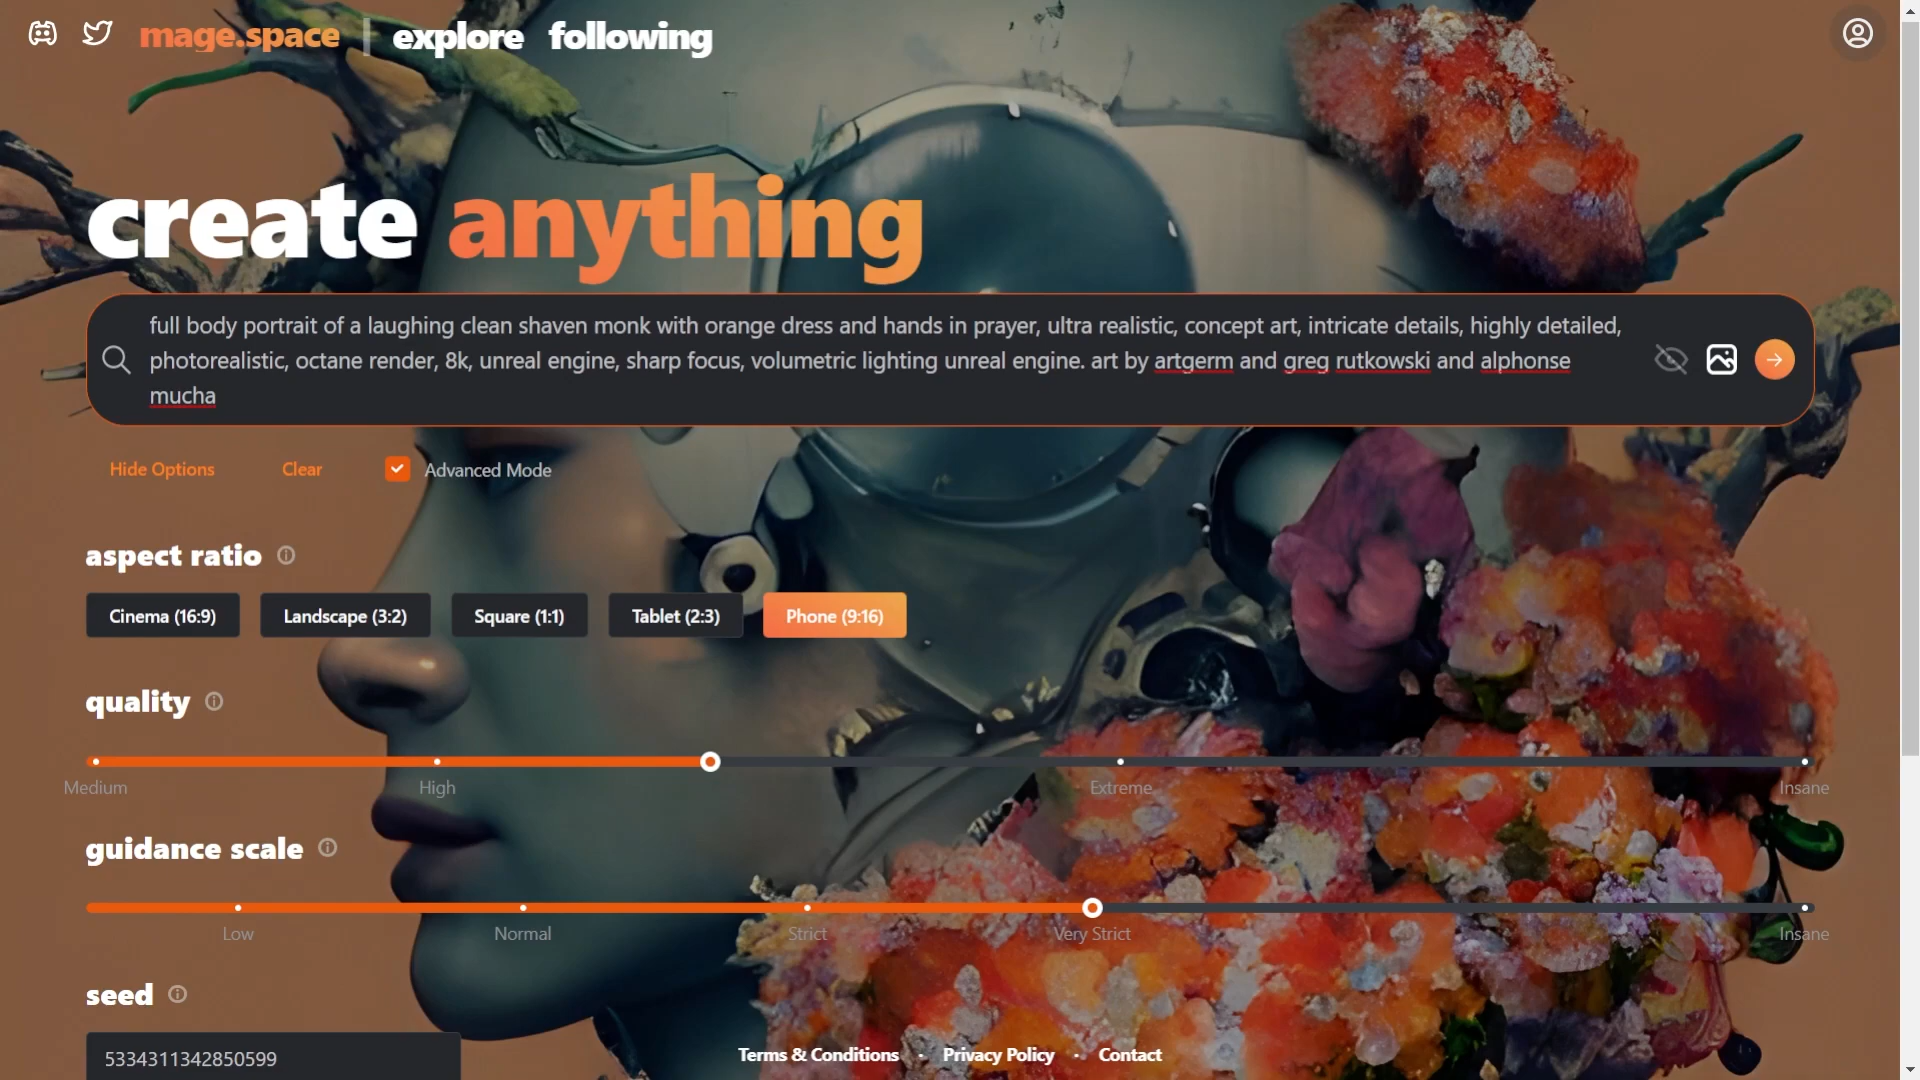 mage.space | explore following
create anything
full body portrait of a laughing clean shaven monk with orange dress and hands in prayer, ultra realistic, concept art, intricate details, highly detailed,
photorealistic, octane render, 8k, unreal engine, sharp focus, volumetric lighting unreal engine. art by artgerm and greg rutkowski and alphonse
mucha
Hide Options Clear Advanced Mode
aspect ratio
Cinema (16:9) Landscape (3:2) Square (1:1) Tablet (2:3) Phone (9:16)
quality
Medium High Extreme Insane
guidance scale
Low Normal Strict Very Strict Insane
seed
5334311342850599
Terms & Conditions · Privacy Policy · Contact